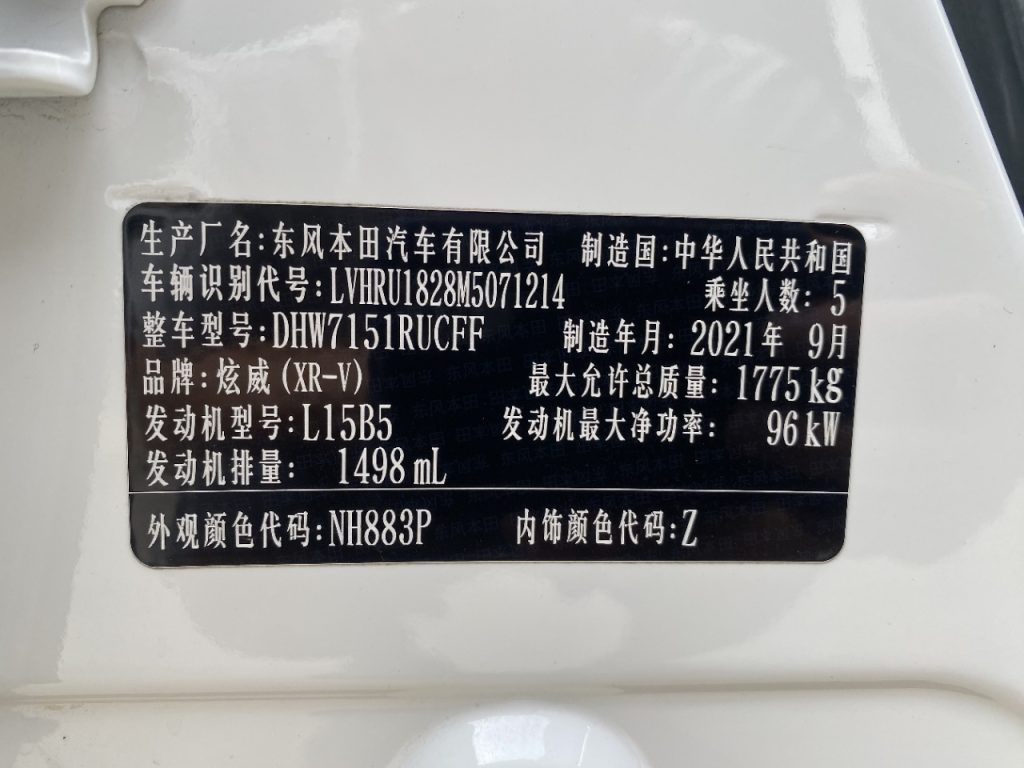 生产厂名:东风本田汽车有限公司 制造国:中华人民共和国
车辆识别代号:LVHRU1828M5071214 乘坐人数: 5
整车型号:DHW7151RUCFF 制造年月: 2021年 9月
品牌:炫威(XR-V) 最大允许总质量: 1775kg
发动机型号:L15B5 发动机最大净功率: 96kW
发动机排量: 1498mL
外观颜色代码:NH883P 内饰颜色代码:Z